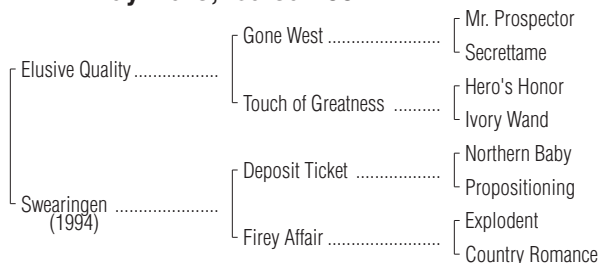 Gone West
Mr. Prospector
Secrettame
Elusive Quality
Touch of Greatness
Hero's Honor
Ivory Wand
Swearingen
(1994)
Deposit Ticket
Northern Baby
Propositioning
Firey Affair
Explodent
Country Romance